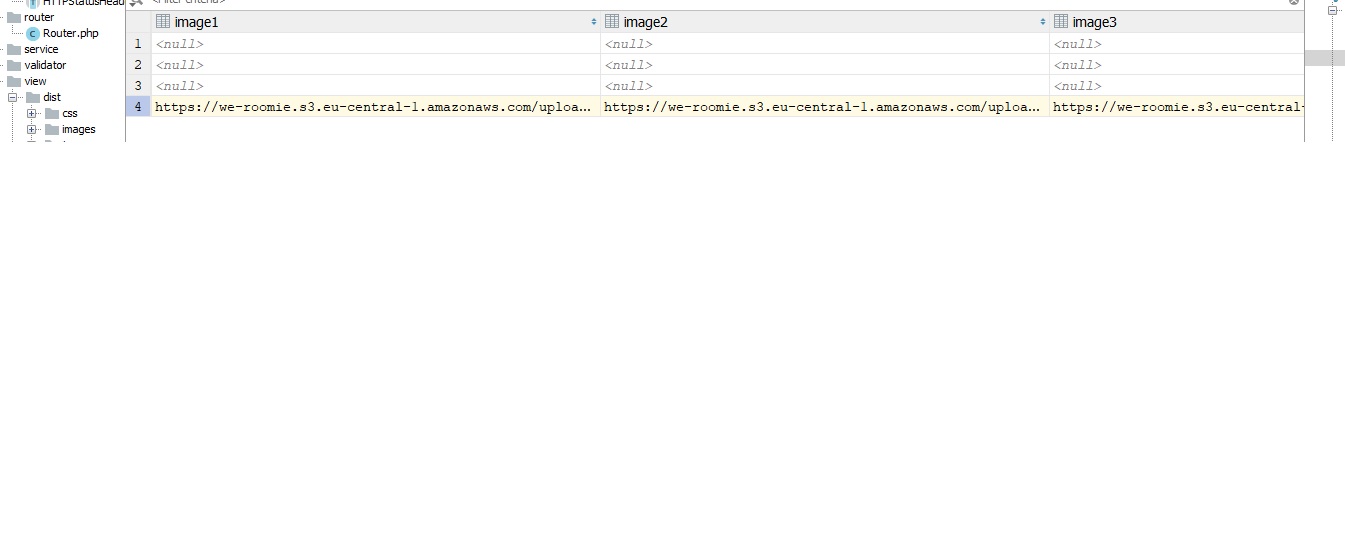 HTTPStatusHead
router
Router.php
service
validator
view
dist
css
images
<Filter criteria>
image1 image2 image3
1 <null> <null> <null>
2 <null> <null> <null>
3 <null> <null> <null>
4 https://we-roomie.s3.eu-central-1.amazonaws.com/uploa... https://we-roomie.s3.eu-central-1.amazonaws.com/uploa... https://we-roomie.s3.eu-central-